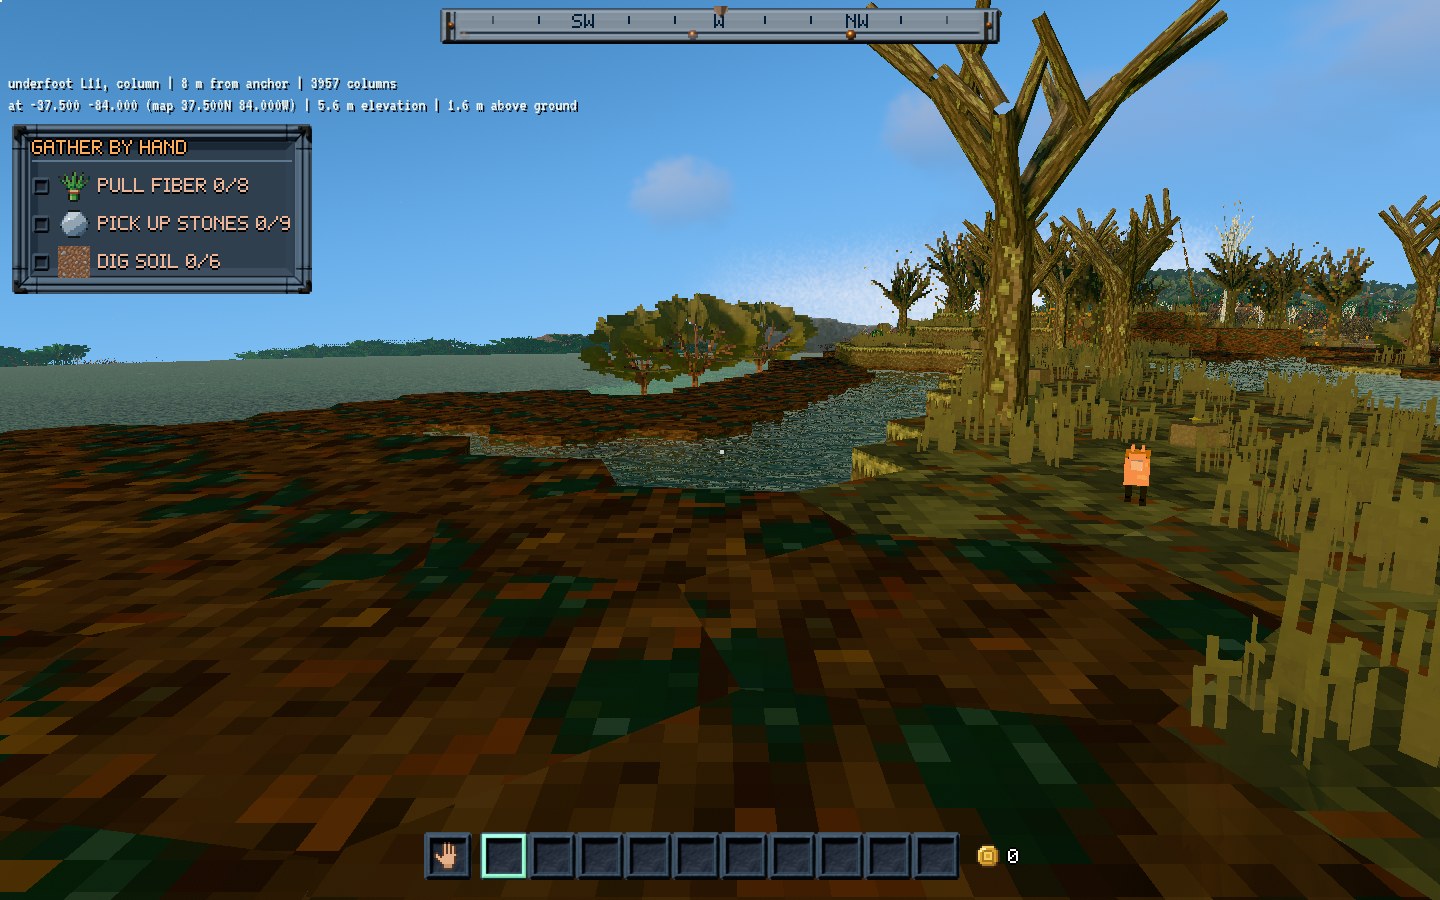 SW W NW
underfoot L11, column | 8 m from anchor | 3957 columns
at -37.500 -84.000 (map 37.500N 84.000W) | 5.6 m elevation | 1.6 m above ground
GATHER BY HAND
PULL FIBER 0/8
PICK UP STONES 0/9
DIG SOIL 0/6
0